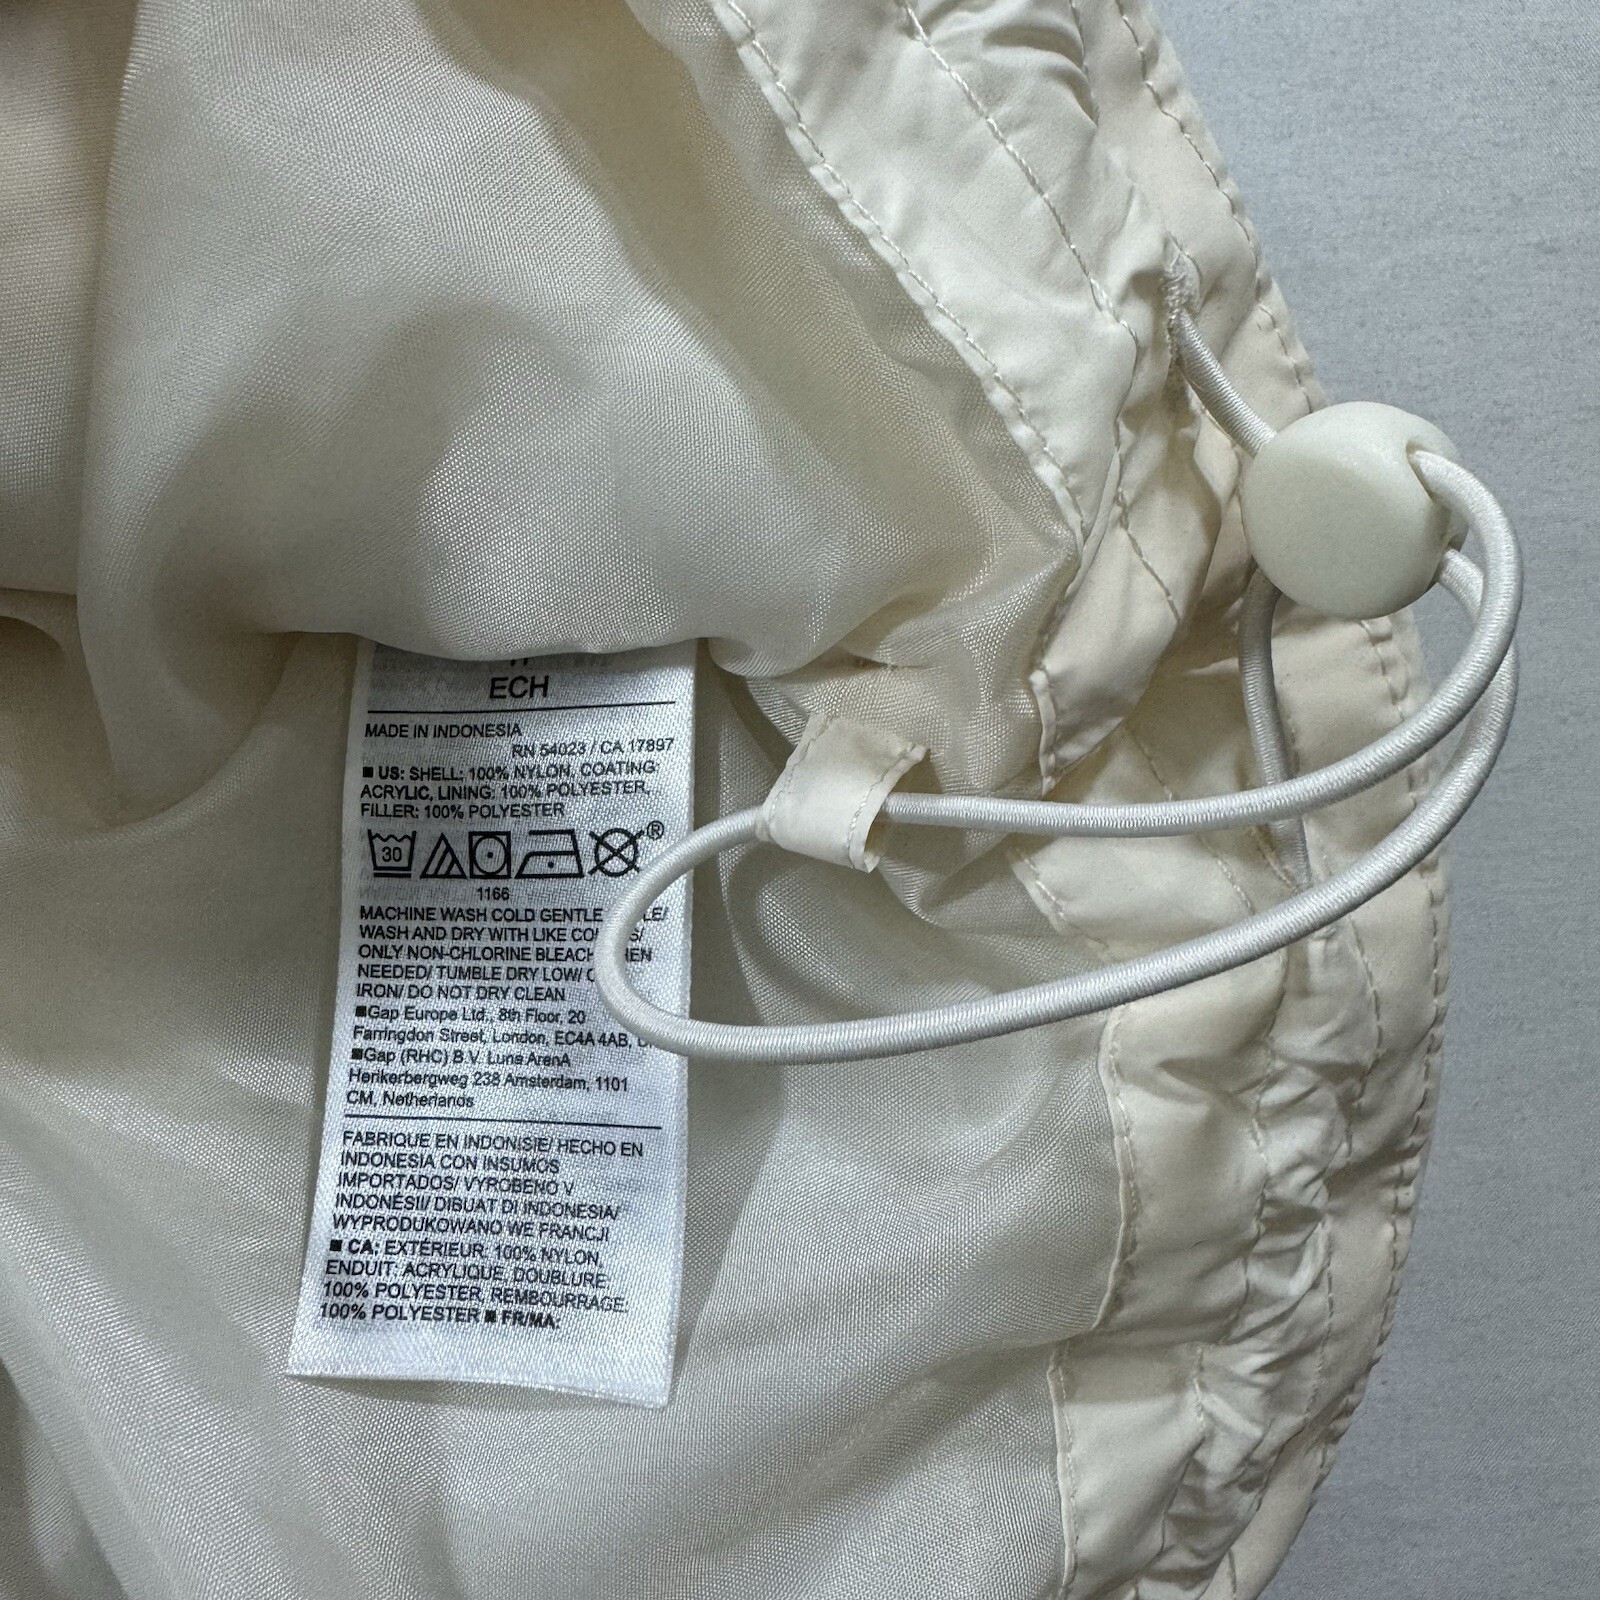 ECH
MADE IN INDONESIA
RN 54023 / CA 17897
■ US: SHELL: 100% NYLON, COATING:
ACRYLIC, LINING: 100% POLYESTER,
FILLER: 100% POLYESTER
30 ®
1166
MACHINE WASH COLD GENTLE
WASH AND DRY WITH LIKE
ONLY NON-CHLORINE BLEACH
NEEDED/ TUMBLE DRY LOW/
IRON/ DO NOT DRY CLEAN
■Gap Europe Ltd., 8th Floor, 20
Farringdon Street, London, EC4A 4AB,
■Gap (RHC) B.V. Luna ArenA
Herikerbergweg 238 Amsterdam, 1101
CM, Netherlands
FABRIQUE EN INDONISIE/ HECHO EN
INDONESIA CON INSUMOS
IMPORTADOS/ VYROBENO V
INDONÉSII/ DIBUAT DI INDONESIA/
WYPRODUKOWANO WE FRANCJI
■ CA: EXTÉRIEUR: 100% NYLON,
ENDUIT: ACRYLIQUE, DOUBLURE:
100% POLYESTER, REMBOURRAGE:
100% POLYESTER ■ FR/MA: